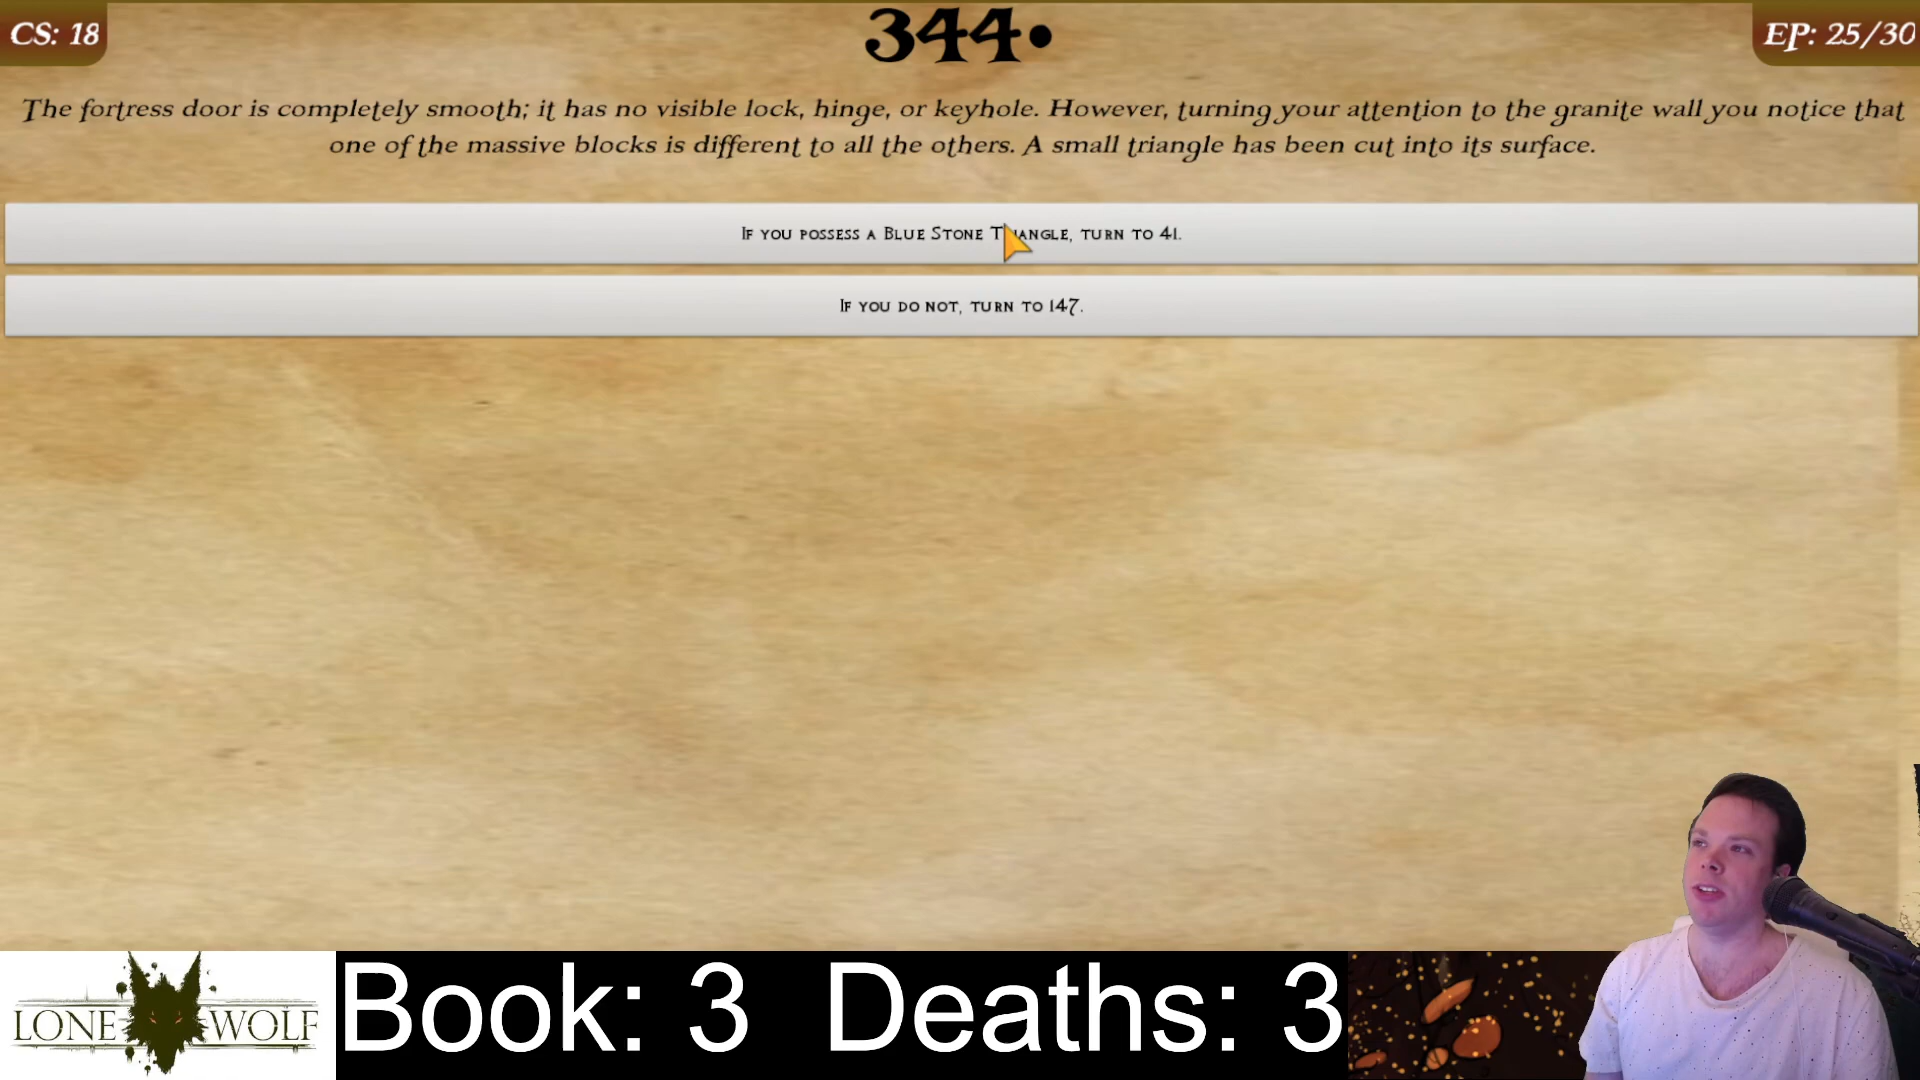 CS: 18
344•
EP: 25/30
The fortress door is completely smooth; it has no visible lock, hinge, or keyhole. However, turning your attention to the granite wall you notice that
one of the massive blocks is different to all the others. A small triangle has been cut into its surface.
If you possess a Blue Stone Triangle, turn to 41.
If you do not, turn to 147.
LONE WOLF
Book: 3 Deaths: 3